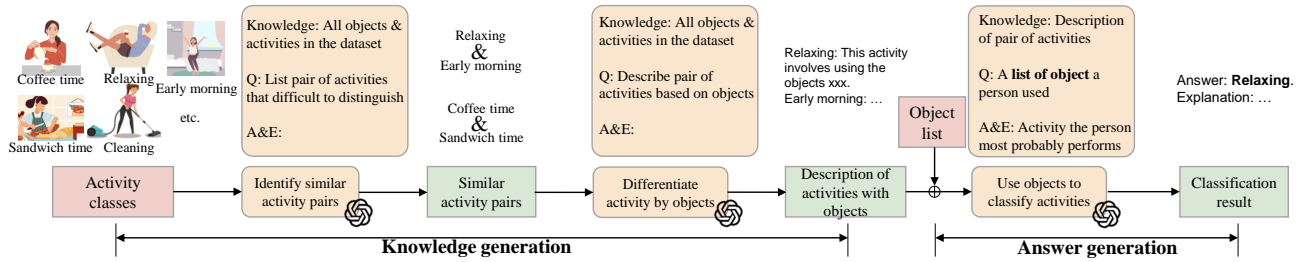 Coffee time
Relaxing
Early morning
Sandwich time
Cleaning
etc.
Knowledge: All objects &
activities in the dataset
Q: List pair of activities
that difficult to distinguish
A&E:
Relaxing
&
Early morning
Coffee time
&
Sandwich time
Knowledge: All objects &
activities in the dataset
Q: Describe pair of
activities based on objects
A&E:
Relaxing: This activity
involves using the
objects xxx.
Early morning: …
Object
list
Knowledge: Description
of pair of activities
Q: A list of object a
person used
A&E: Activity the person
most probably performs
Answer: Relaxing.
Explanation: …
Activity
classes
Identify similar
activity pairs
Similar
activity pairs
Differentiate
activity by objects
Description of
activities with
objects
Use objects to
classify activities
Classification
result
Knowledge generation
Answer generation